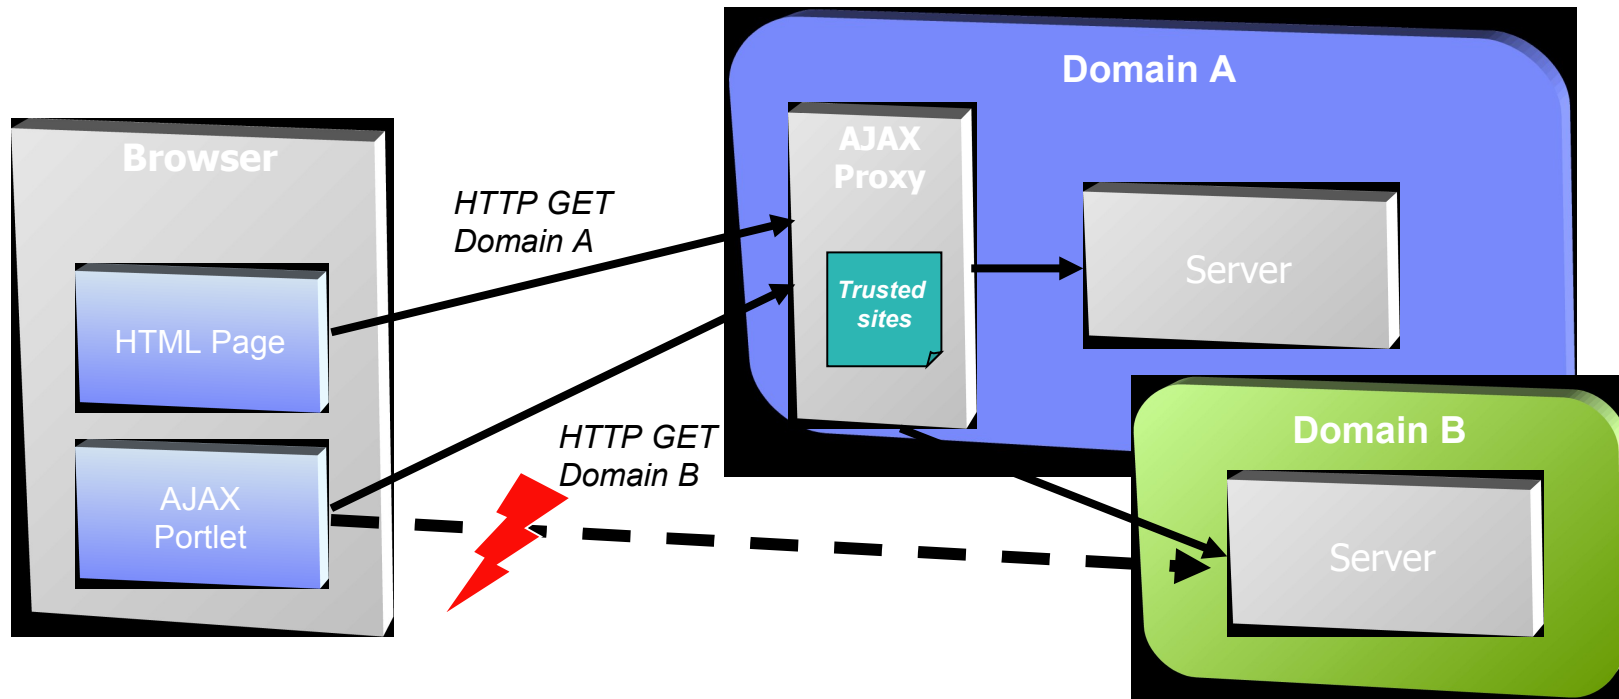 Domain A
Browser
AJAX
Proxy
HTTP GET
Domain A
Trusted
sites
Server
HTML Page
HTTP GET
Domain B
Domain B
AJAX
Portlet
Server